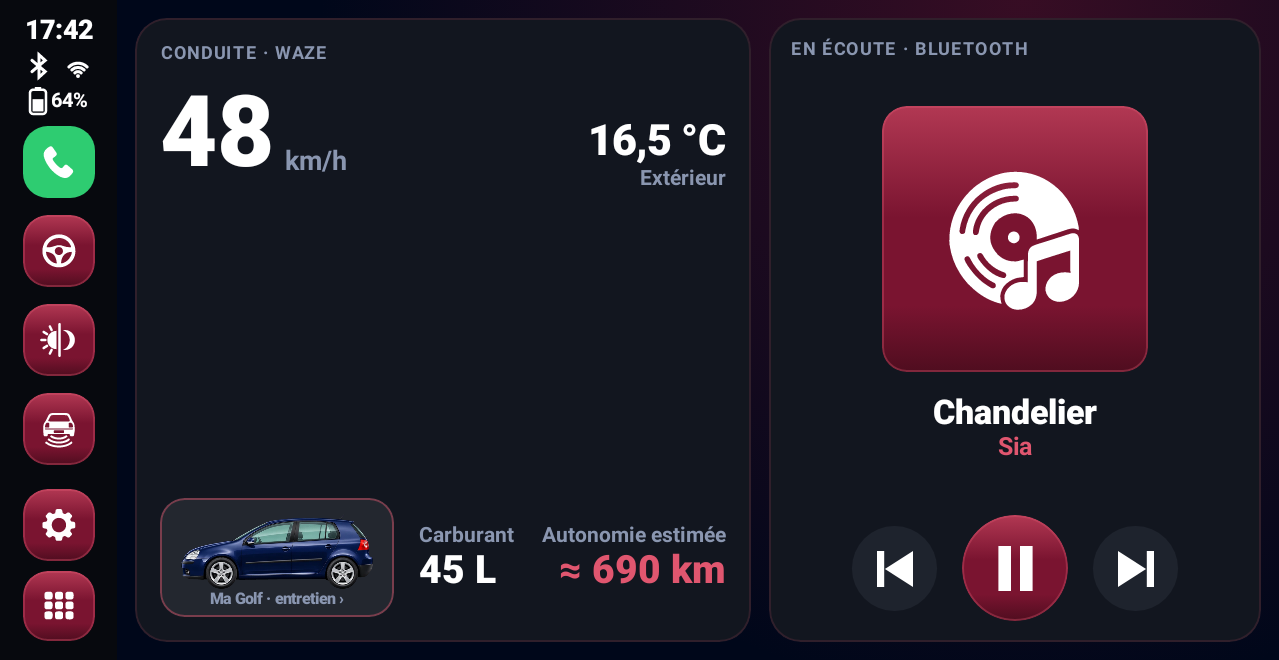 17:42
64%
CONDUITE · WAZE
48 km/h
16,5 °C
Extérieur
Ma Golf · entretien ›
Carburant
45 L
Autonomie estimée
≈ 690 km
EN ÉCOUTE · BLUETOOTH
Chandelier
Sia